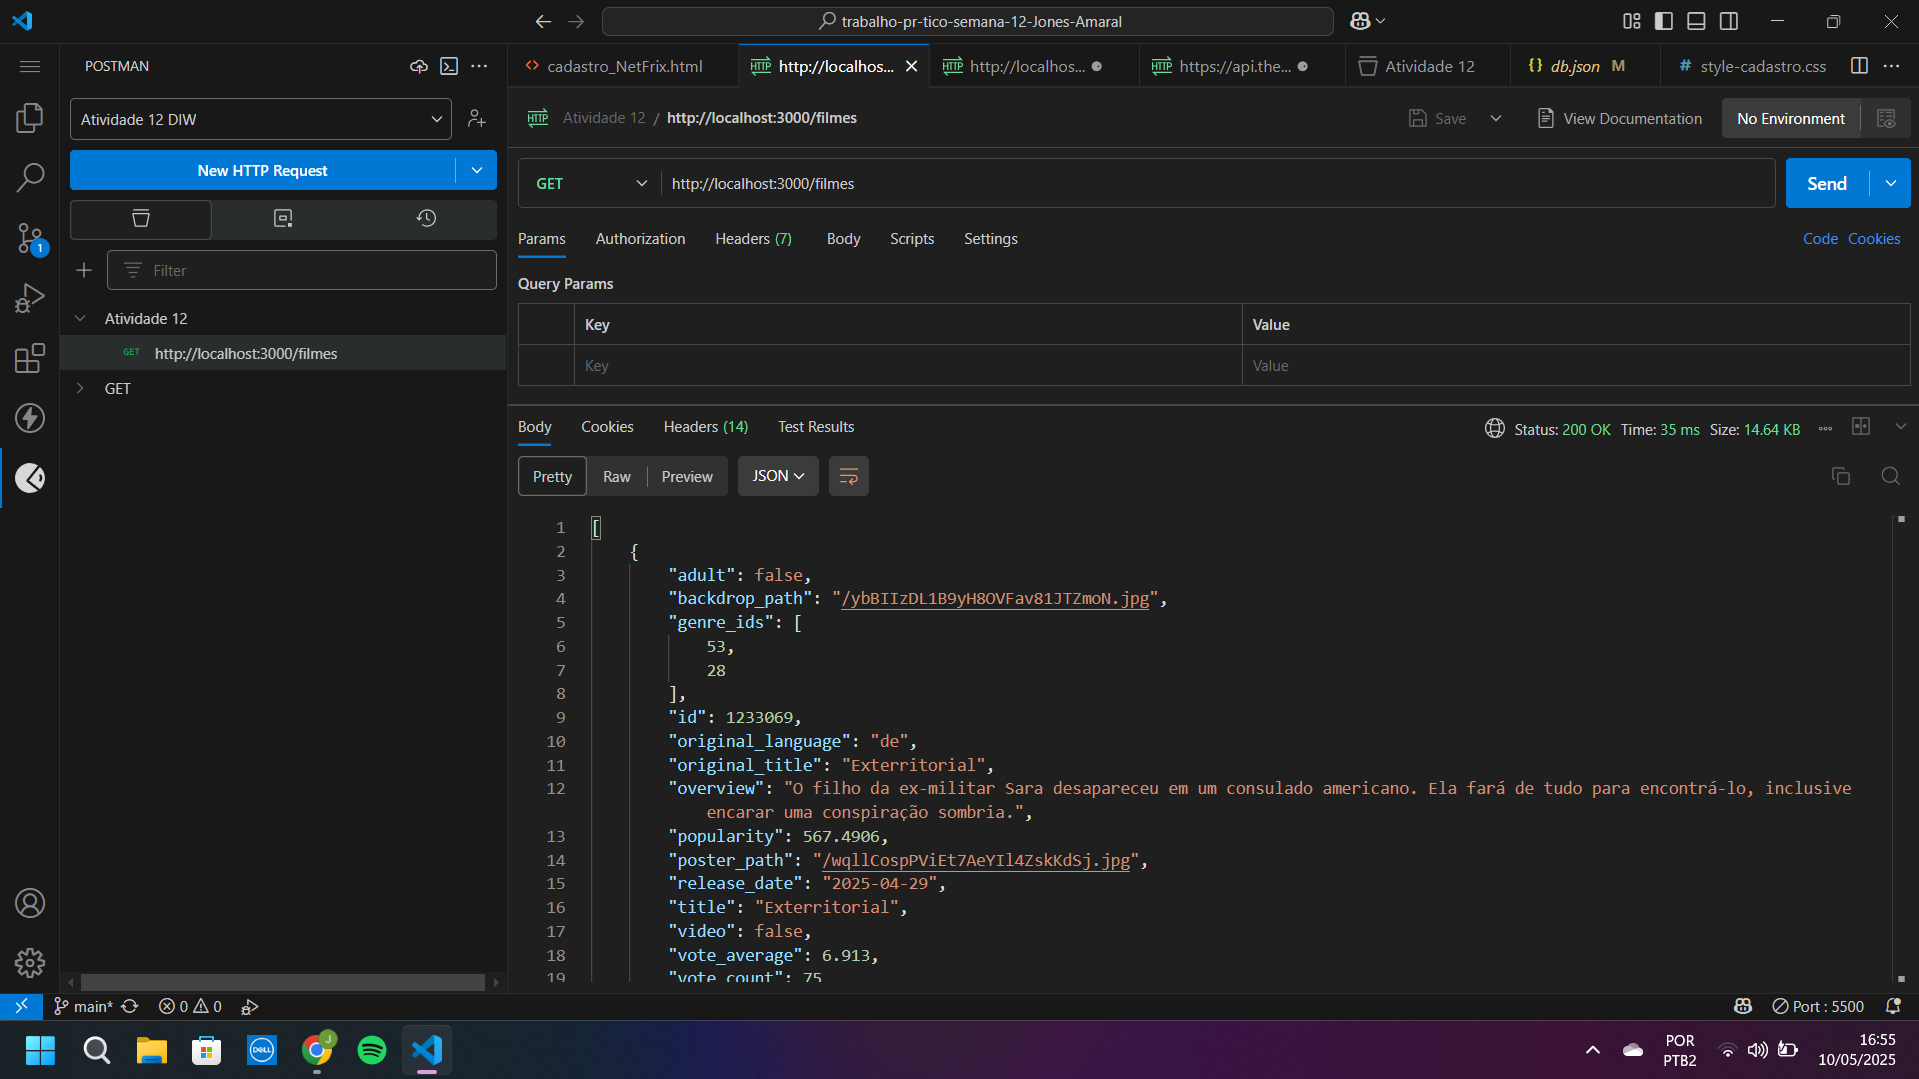 trabalho-pr-tico-semana-12-Jones-Amaral
POSTMAN
cadastro_NetFrix.html
http://localhos...
http://localhos...
https://api.the...
Atividade 12
db.json M
style-cadastro.css
Atividade 12 DIW
Atividade 12 / http://localhost:3000/filmes
Save
View Documentation
No Environment
New HTTP Request
GET
http://localhost:3000/filmes
Send
Filter
Params
Authorization
Headers (7)
Body
Scripts
Settings
Code
Cookies
Query Params
Key
Value
Key
Value
Atividade 12
GET http://localhost:3000/filmes
GET
1
Body
Cookies
Headers (14)
Test Results
Status: 200 OK Time: 35 ms Size: 14.64 KB
Pretty
Raw
Preview
JSON
1 [
2 {
3 "adult": false,
4 "backdrop_path": "/ybBIIzDL1B9yH8OVFav81JTZmoN.jpg",
5 "genre_ids": [
6 53,
7 28
8 ],
9 "id": 1233069,
10 "original_language": "de",
11 "original_title": "Exterritorial",
12 "overview": "O filho da ex-militar Sara desapareceu em um consulado americano. Ela fará de tudo para encontrá-lo, inclusive
encarar uma conspiração sombria.",
13 "popularity": 567.4906,
14 "poster_path": "/wqllCospPViEt7AeYIl4ZskKdSj.jpg",
15 "release_date": "2025-04-29",
16 "title": "Exterritorial",
17 "video": false,
18 "vote_average": 6.913,
19 "vote_count": 75
main*
0 0
Port : 5500
DELL
J
POR
PTB2
16:55
10/05/2025